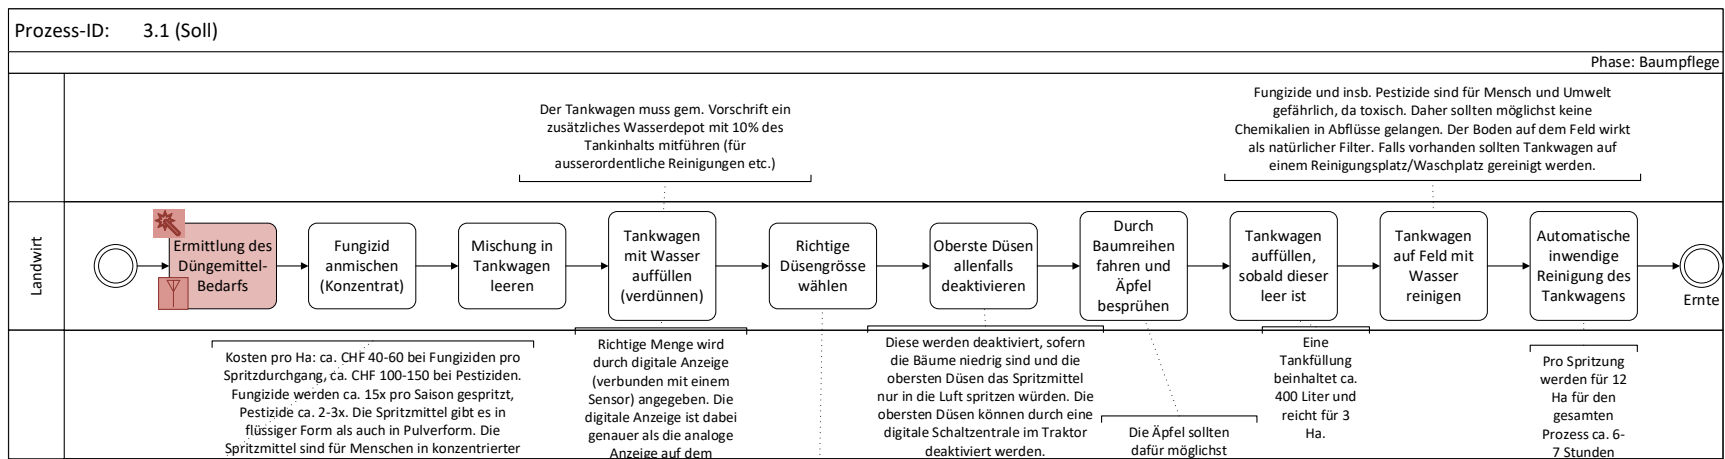 Prozess-ID: 3.1 (Soll)
Phase: Baumpflege
Der Tankwagen muss gem. Vorschrift ein
zusätzliches Wasserdepot mit 10% des
Tankinhalts mitführen (für
ausserordentliche Reinigungen etc.)
Fungizide und insb. Pestizide sind für Mensch und Umwelt
gefährlich, da toxisch. Daher sollten möglichst keine
Chemikalien in Abflüsse gelangen. Der Boden auf dem Feld wirkt
als natürlicher Filter. Falls vorhanden sollten Tankwagen auf
einem Reinigungsplatz/Waschplatz gereinigt werden.
Landwirt
Ermittlung des
Düngemittel-
Bedarfs
Fungizid
anmischen
(Konzentrat)
Mischung in
Tankwagen
leeren
Tankwagen
mit Wasser
auffüllen
(verdünnen)
Richtige
Düsengrösse
wählen
Oberste Düsen
allenfalls
deaktivieren
Durch
Baumreihen
fahren und
Äpfel
besprühen
Tankwagen
auffüllen,
sobald dieser
leer ist
Tankwagen
auf Feld mit
Wasser
reinigen
Automatische
inwendige
Reinigung des
Tankwagens
Ernte
Kosten pro Ha: ca. CHF 40-60 bei Fungiziden pro
Spritzdurchgang, ca. CHF 100-150 bei Pestiziden.
Fungizide werden ca. 15x pro Saison gespritzt,
Pestizide ca. 2-3x. Die Spritzmittel gibt es in
flüssiger Form als auch in Pulverform. Die
Spritzmittel sind für Menschen in konzentrierter
Richtige Menge wird
durch digitale Anzeige
(verbunden mit einem
Sensor) angegeben. Die
digitale Anzeige ist dabei
genauer als die analoge
Anzeige auf dem
Diese werden deaktiviert, sofern
die Bäume niedrig sind und die
obersten Düsen das Spritzmittel
nur in die Luft spritzen würden. Die
obersten Düsen können durch eine
digitale Schaltzentrale im Traktor
deaktiviert werden.
Die Äpfel sollten
dafür möglichst
Eine
Tankfüllung
beinhaltet ca.
400 Liter und
reicht für 3
Ha.
Pro Spritzung
werden für 12
Ha für den
gesamten
Prozess ca. 6-
7 Stunden